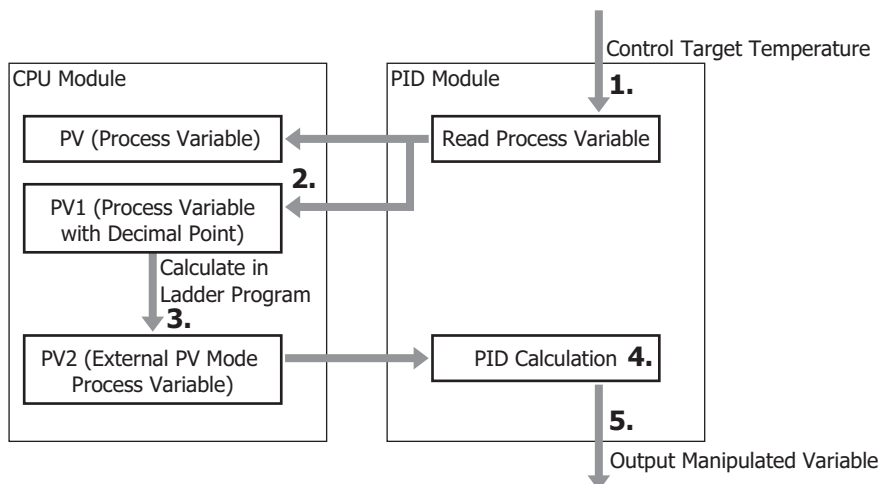 Control Target Temperature
CPU Module
PID Module
1.
PV (Process Variable)
Read Process Variable
2.
PV1 (Process Variable
with Decimal Point)
Calculate in
Ladder Program
3.
PV2 (External PV Mode
Process Variable)
PID Calculation 4.
5.
Output Manipulated Variable